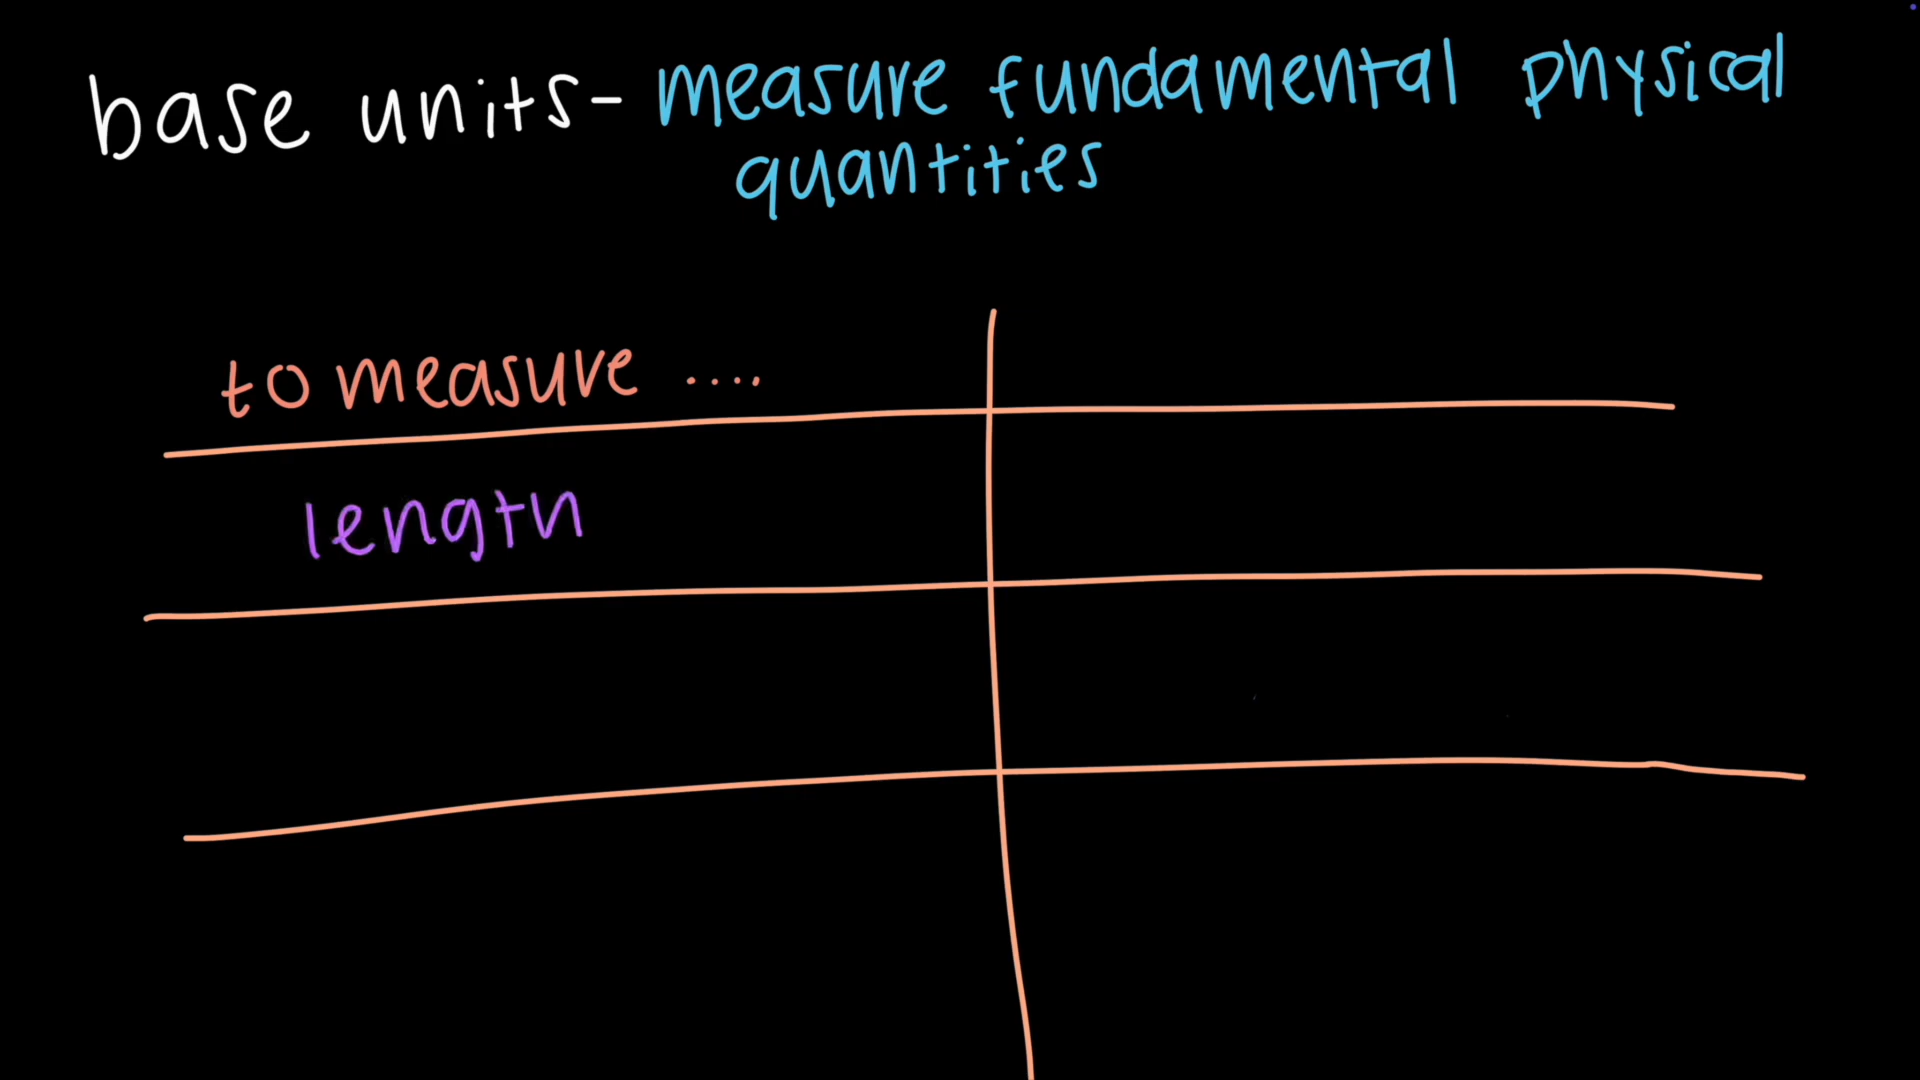 base units- measure fundamental physical
quantities
to measure ....
length